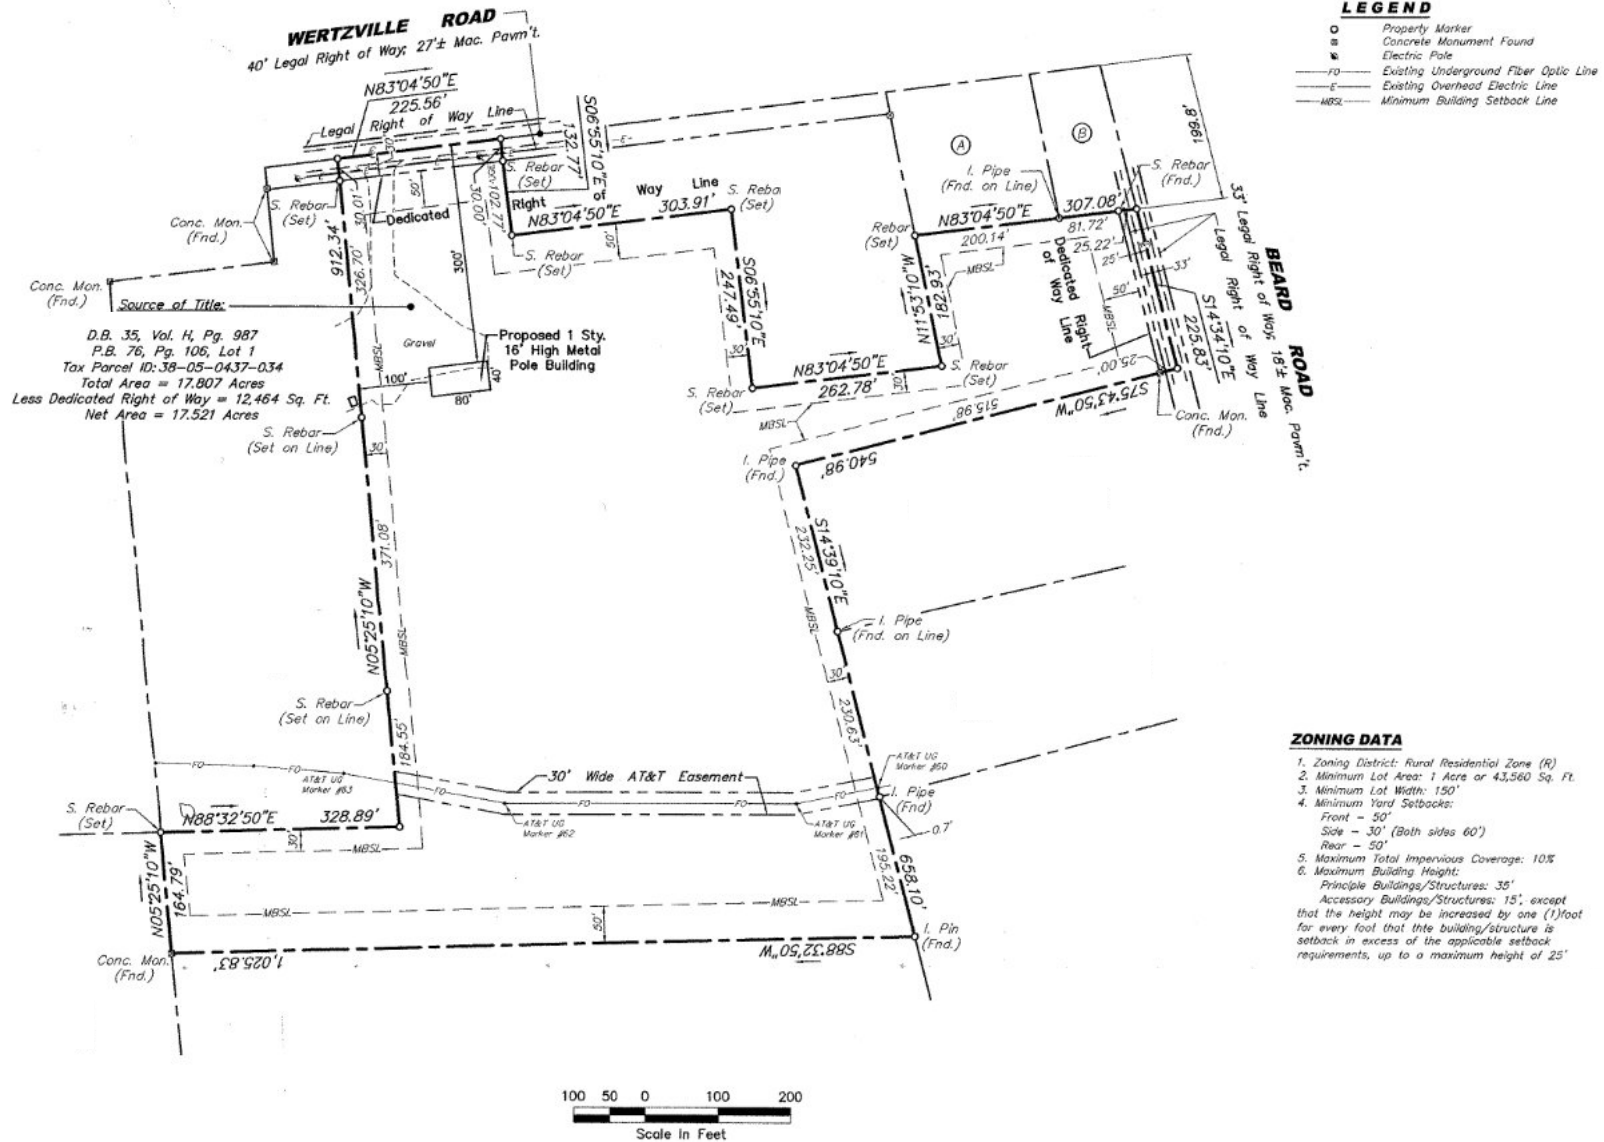 WERTZVILLE ROAD
40' Legal Right of Way; 27'± Mac. Pavm't.
N83°04'50"E
225.56'
Legal Right of Way Line
30'
E
S06°55'10"E
132.77'
S. Rebar
(Set)
102.77'
30.00'
50'
S. Rebar
(Set)
30.01'
Dedicated Right of Way Line
Conc. Mon.
(Fnd.)
912.34'
326.70'
300'
N83°04'50"E
303.91'
S. Reba
(Set)
S. Rebar
(Set)
50'
Conc. Mon.
(Fnd.)
Source of Title:
D.B. 35, Vol. H, Pg. 987
P.B. 76, Pg. 106, Lot 1
Tax Parcel ID: 38-05-0437-034
Total Area = 17.807 Acres
Less Dedicated Right of Way = 12,464 Sq. Ft.
Net Area = 17.521 Acres
MBSL
Gravel
Proposed 1 Sty.
16' High Metal
Pole Building
100'
80'
40'
S. Rebar
(Set on Line)
30'
371.08'
N05°25'10"W
MBSL
S. Rebar
(Set on Line)
184.55'
S06°55'10"E
247.49'
30'
N83°04'50"E
262.78'
30'
S. Rebar
(Set)
S. Rebar
(Set)
MBSL
N11°53'10"W
182.63'
30'
MBSL
Rebar
(Set)
A
B
I. Pipe
(Fnd. on Line)
N83°04'50"E
307.08'
200.14'
81.72'
25.22'
25'
199.8'
S. Rebar
(Fnd.)
Dedicated Right
of Way Line
50'
MBSL
33'
33' Legal Right of Way; 18'± Mac. Pavm't.
Legal Right of Way Line
BEARD ROAD
S14°34'10"E
225.83'
25.00'
S75°43'50"W
515.98'
540.98'
Conc. Mon.
(Fnd.)
I. Pipe
(Fnd.)
S14°39'10"E
232.25'
MBSL
I. Pipe
(Fnd. on Line)
30'
230.63'
MBSL
AT&T UG
Marker #60
I. Pipe
(Fnd)
0.7'
658.10'
195.22'
I. Pin
(Fnd.)
FO
FO
AT&T UG
Marker #63
FO
30' Wide AT&T Easement
FO
FO
FO
AT&T UG
Marker #62
AT&T UG
Marker #61
S. Rebar
(Set)
N88°32'50"E
328.89'
30'
MBSL
N05°25'10"W
164.79'
MBSL
MBSL
50'
Conc. Mon.
(Fnd.)
1,025.83'
S88°32'50"W
100 50 0 100 200
Scale In Feet
LEGEND
Property Marker
Concrete Monument Found
Electric Pole
FO Existing Underground Fiber Optic Line
E Existing Overhead Electric Line
MBSL Minimum Building Setback Line
ZONING DATA
1. Zoning District: Rural Residential Zone (R)
2. Minimum Lot Area: 1 Acre or 43,560 Sq. Ft.
3. Minimum Lot Width: 150'
4. Minimum Yard Setbacks:
Front - 50'
Side - 30' (Both sides 60')
Rear - 50'
5. Maximum Total Impervious Coverage: 10%
6. Maximum Building Height:
Principle Buildings/Structures: 35'
Accessory Buildings/Structures: 15', except
that the height may be increased by one (1)foot
for every foot that thte building/structure is
setback in excess of the applicable setback
requirements, up to a maximum height of 25'